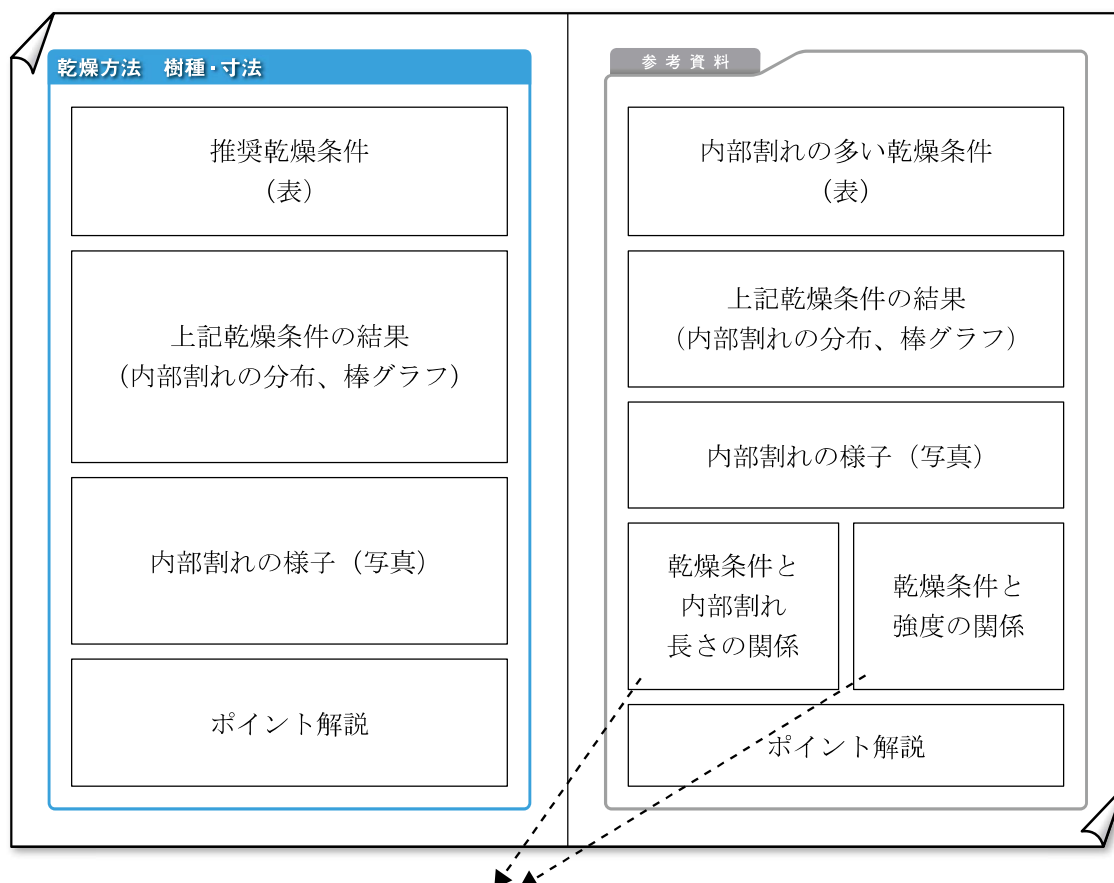 乾燥方法　樹種・寸法
推奨乾燥条件
（表）
上記乾燥条件の結果
（内部割れの分布、棒グラフ）
内部割れの様子（写真）
ポイント解説
参考資料
内部割れの多い乾燥条件
（表）
上記乾燥条件の結果
（内部割れの分布、棒グラフ）
内部割れの様子（写真）
乾燥条件と
内部割れ
長さの関係
乾燥条件と
強度の関係
ポイント解説